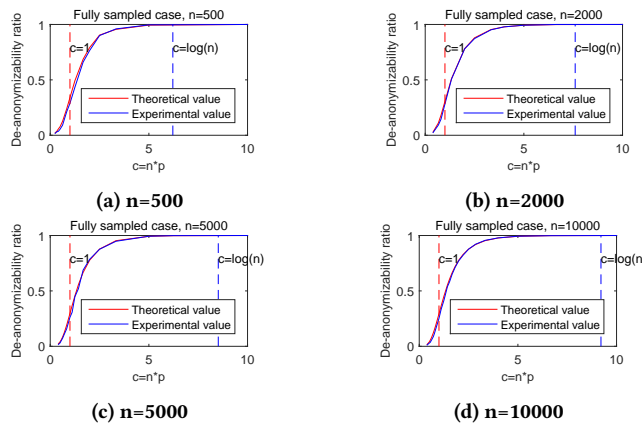 Fully sampled case, n=500
De-anonymizability ratio
1
0.5
0
c=1
c=log(n)
Theoretical value
Experimental value
0
5
10
c=n*p
(a) n=500
Fully sampled case, n=2000
De-anonymizability ratio
1
0.5
0
c=1
c=log(n)
Theoretical value
Experimental value
0
5
10
c=n*p
(b) n=2000
Fully sampled case, n=5000
De-anonymizability ratio
1
0.5
0
c=1
c=log(n)
Theoretical value
Experimental value
0
5
10
c=n*p
(c) n=5000
Fully sampled case, n=10000
De-anonymizability ratio
1
0.5
0
c=1
c=log(n)
Theoretical value
Experimental value
0
5
10
c=n*p
(d) n=10000